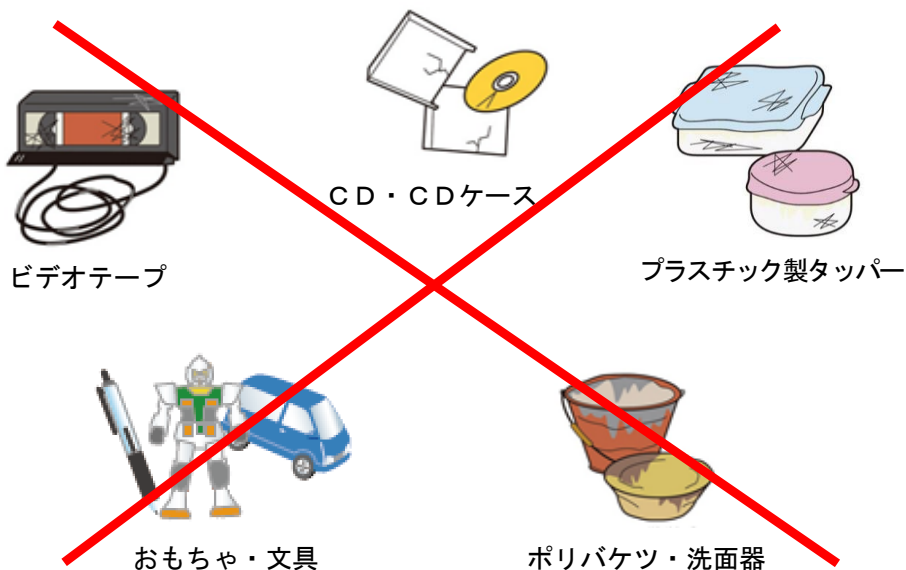 ＣＤ・ＣＤケース
ビデオテープ
プラスチック製タッパー
おもちゃ・文具
ポリバケツ・洗面器